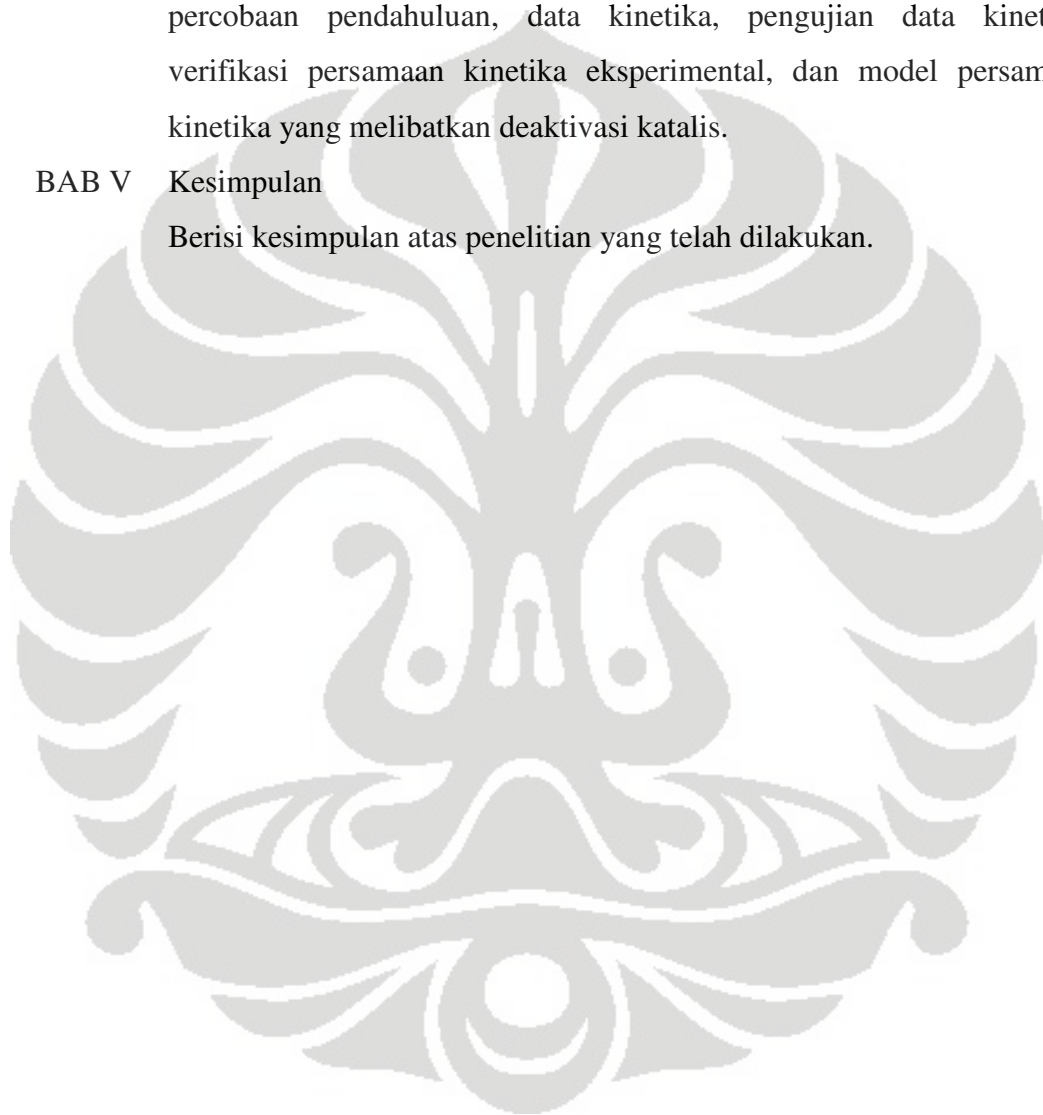 percobaan pendahuluan, data kinetika, pengujian data kinet
verifikasi persamaan kinetika eksperimental, dan model persam
kinetika yang melibatkan deaktivasi katalis.
BAB V Kesimpulan
Berisi kesimpulan atas penelitian yang telah dilakukan.